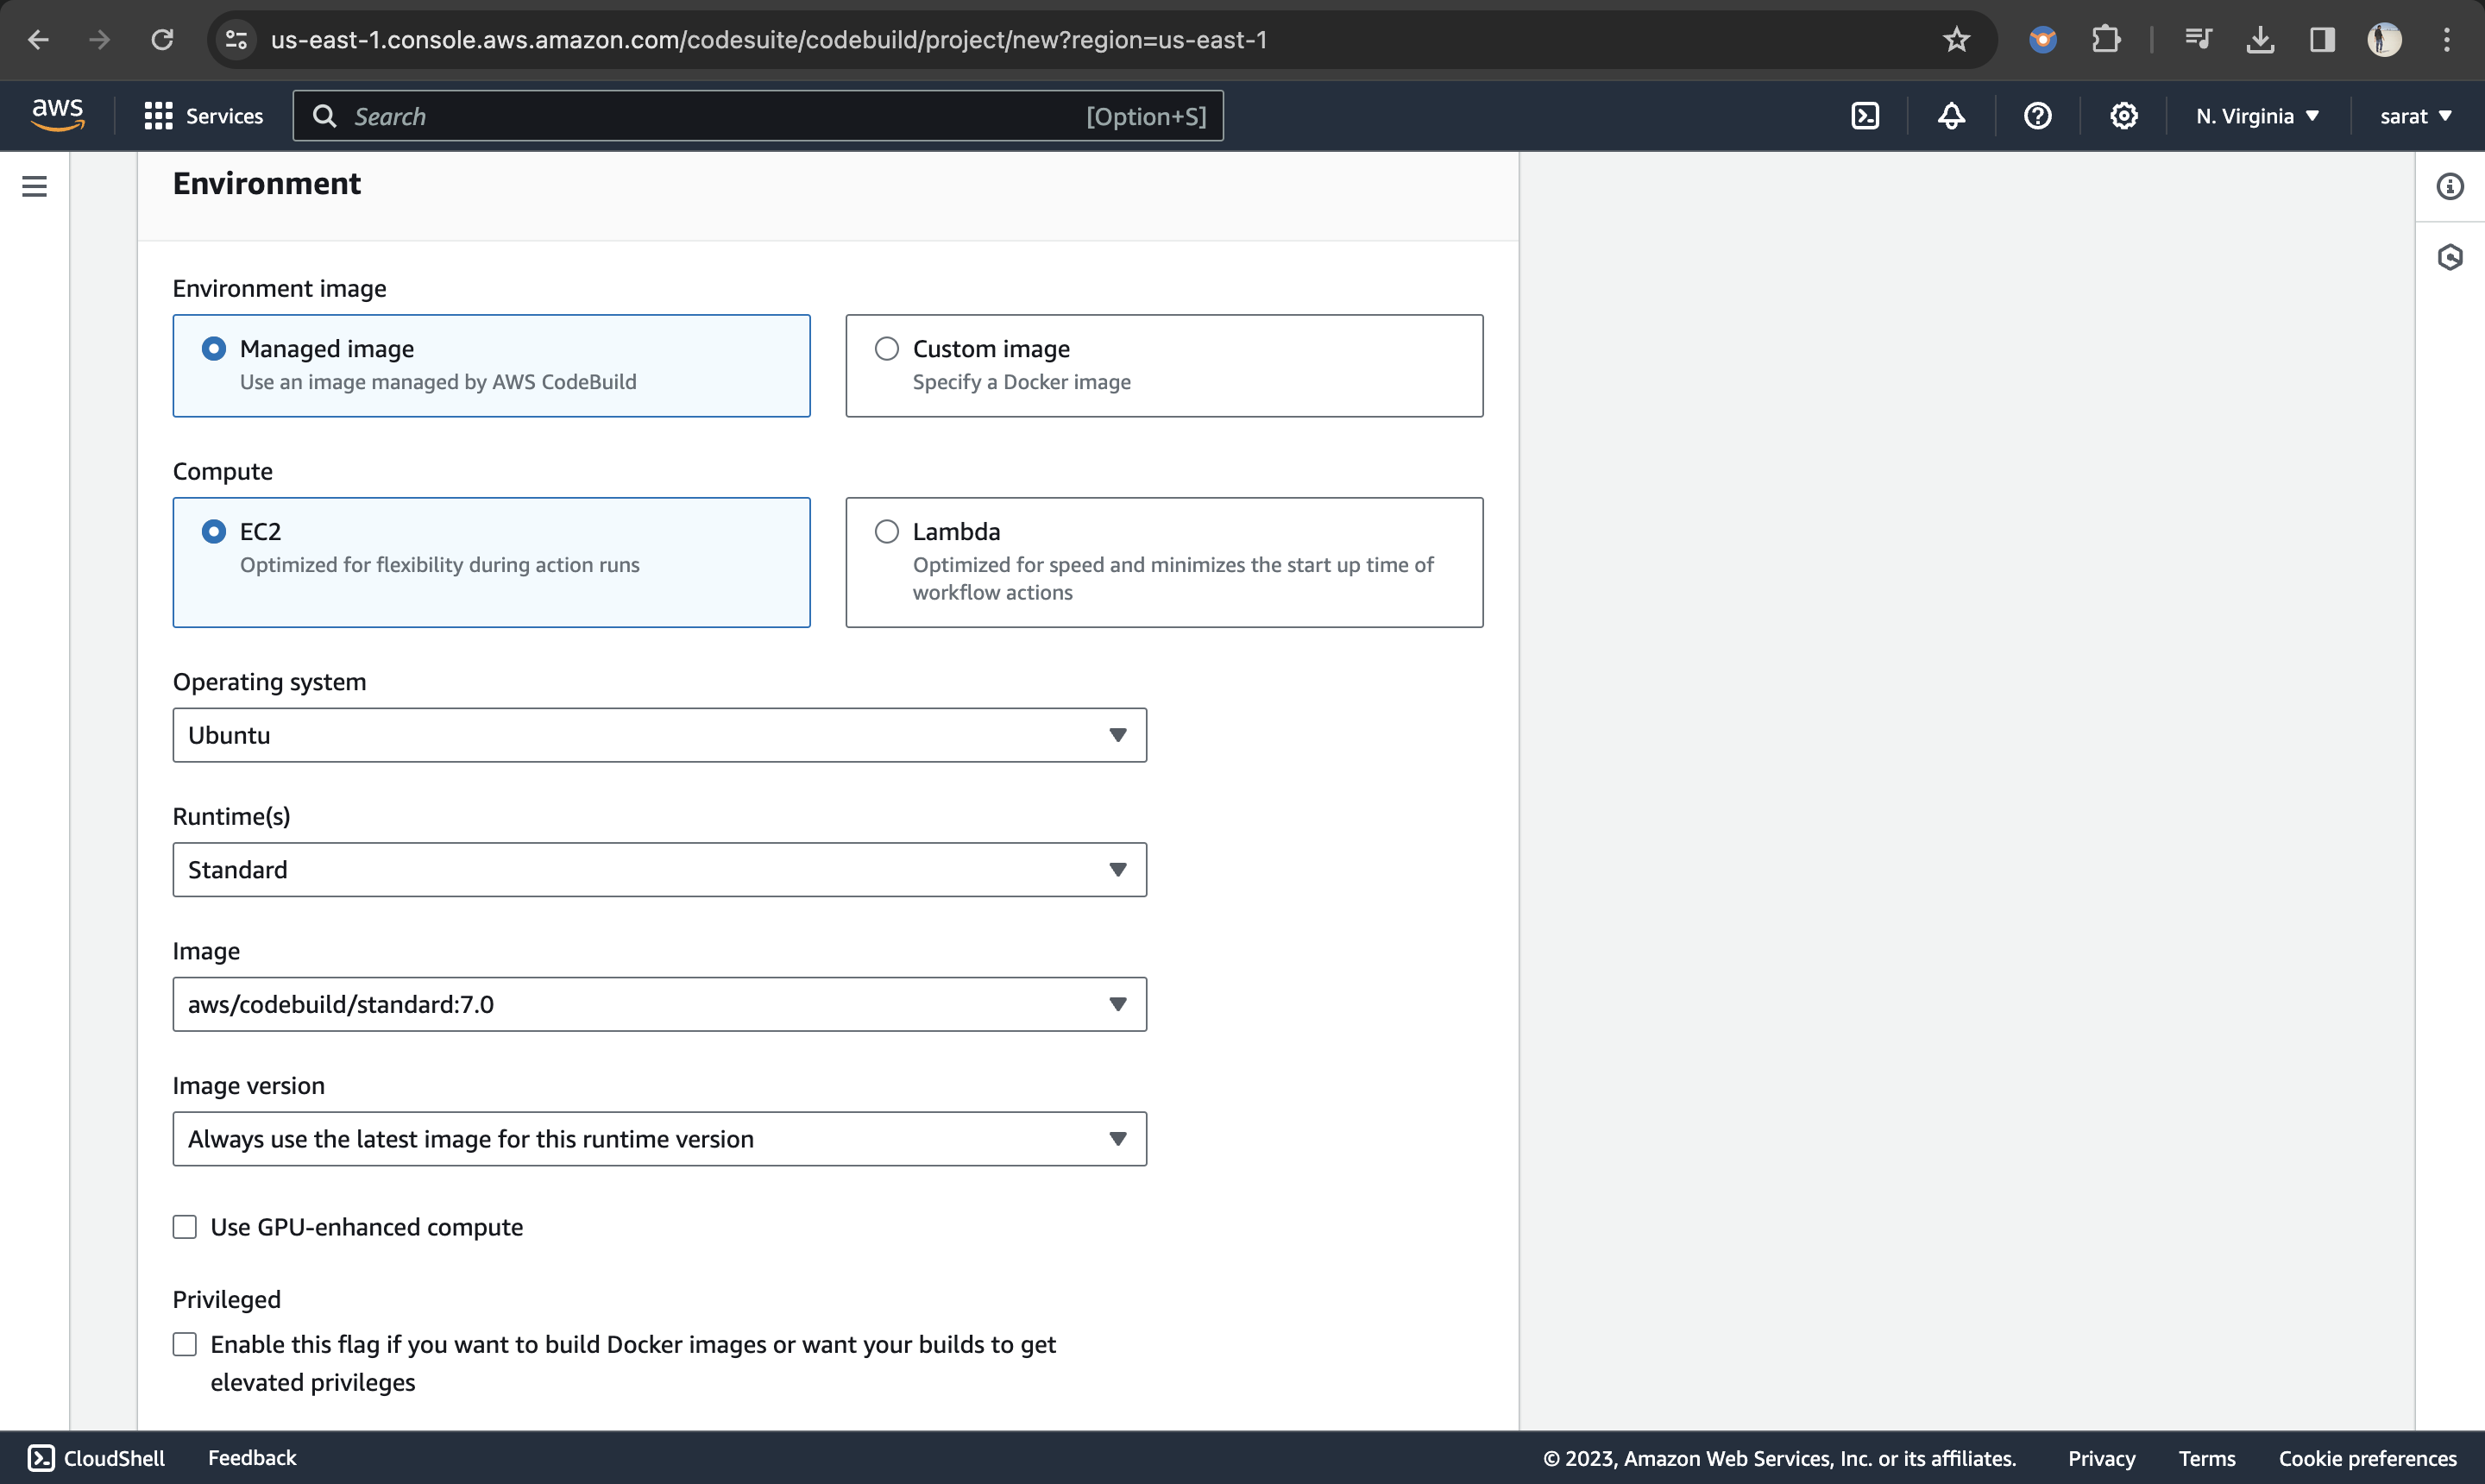 us-east-1.console.aws.amazon.com/codesuite/codebuild/project/new?region=us-east-1
aws
Services
Search
[Option+S]
N. Virginia
sarat
Environment
Environment image
Managed image
Use an image managed by AWS CodeBuild
Custom image
Specify a Docker image
Compute
EC2
Optimized for flexibility during action runs
Lambda
Optimized for speed and minimizes the start up time of
workflow actions
Operating system
Ubuntu
Runtime(s)
Standard
Image
aws/codebuild/standard:7.0
Image version
Always use the latest image for this runtime version
Use GPU-enhanced compute
Privileged
Enable this flag if you want to build Docker images or want your builds to get
elevated privileges
CloudShell
Feedback
© 2023, Amazon Web Services, Inc. or its affiliates.
Privacy
Terms
Cookie preferences